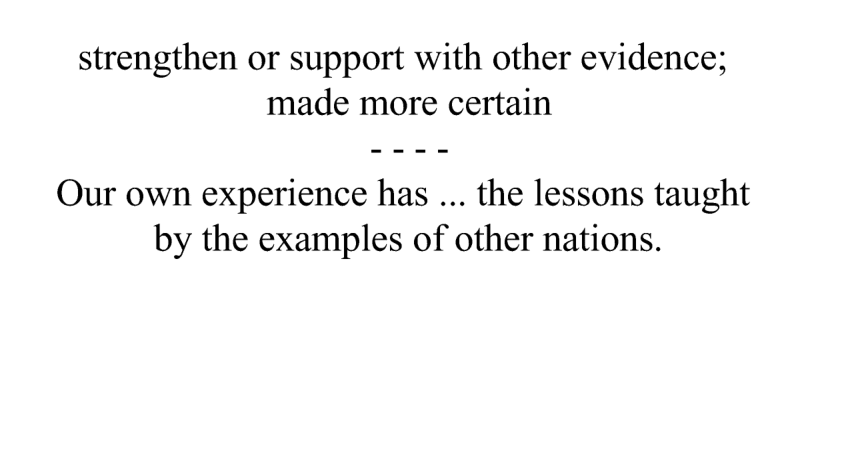 strengthen or support with other evidence;
made more certain
- - - -
Our own experience has ... the lessons taught
by the examples of other nations.